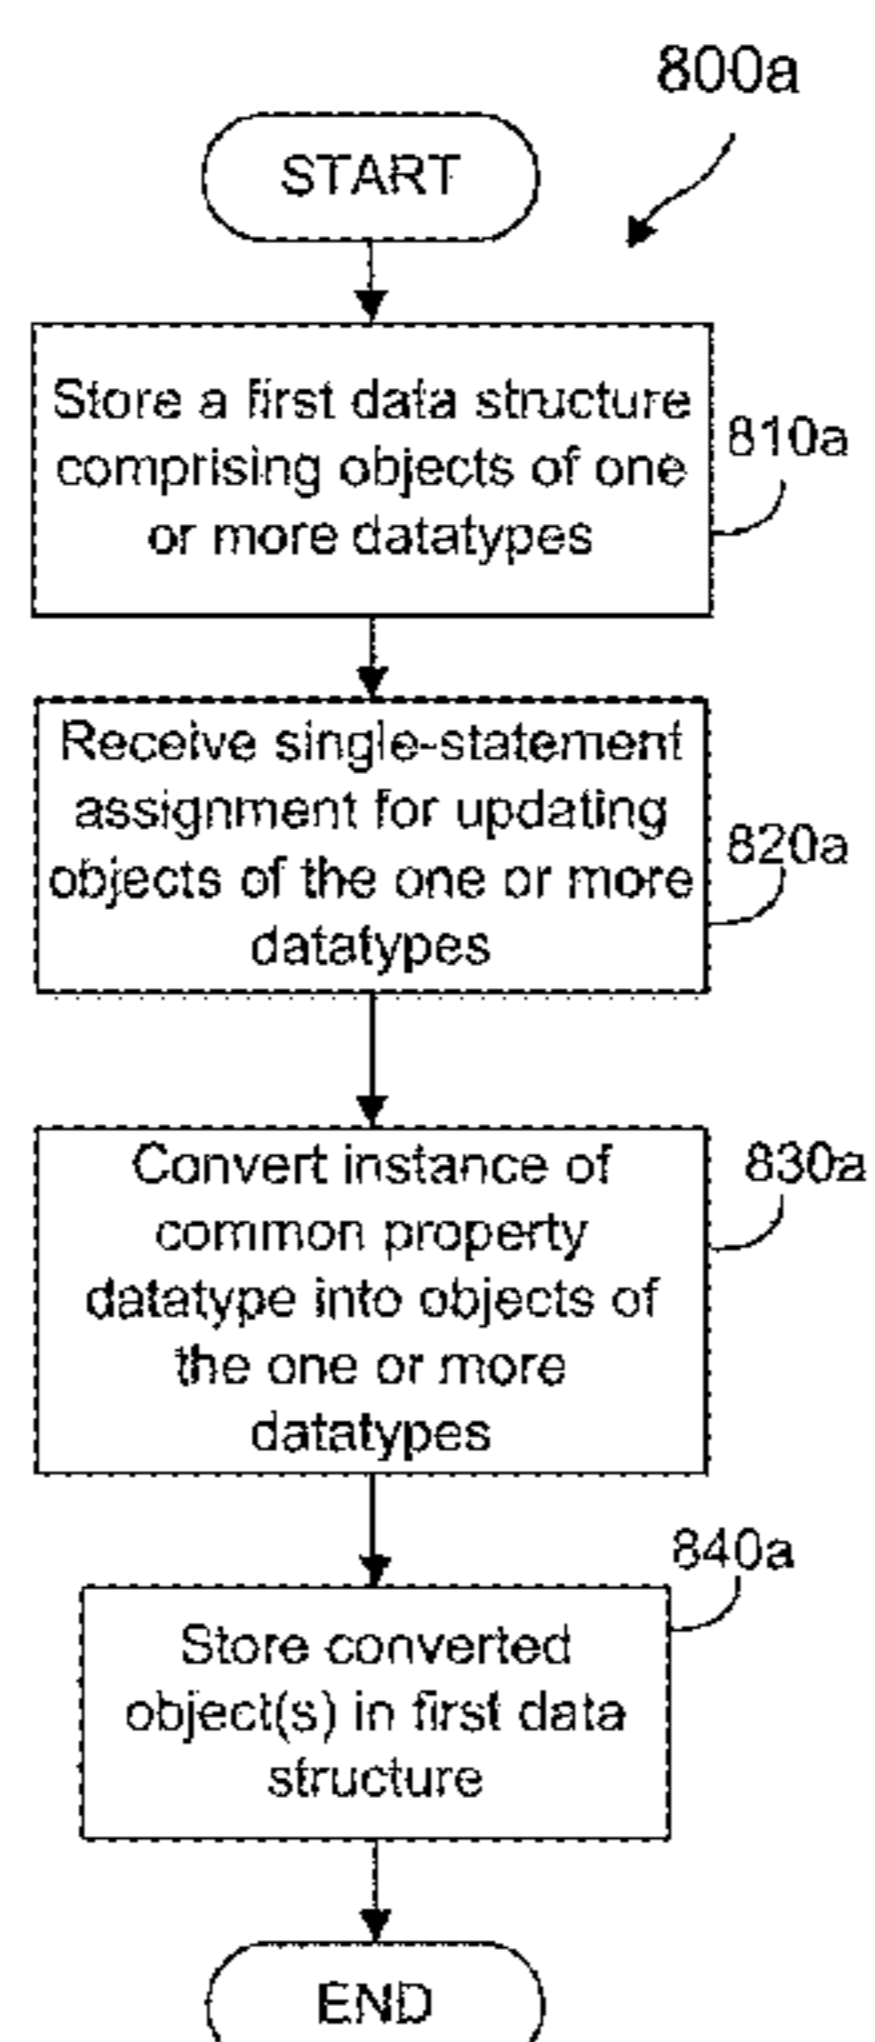 800a
START
Store a first data structure
comprising objects of one
or more datatypes
810a
Receive single-statement
assignment for updating
objects of the one or more
datatypes
820a
Convert instance of
common property
datatype into objects of
the one or more
datatypes
830a
840a
Store converted
object(s) in first data
structure
END